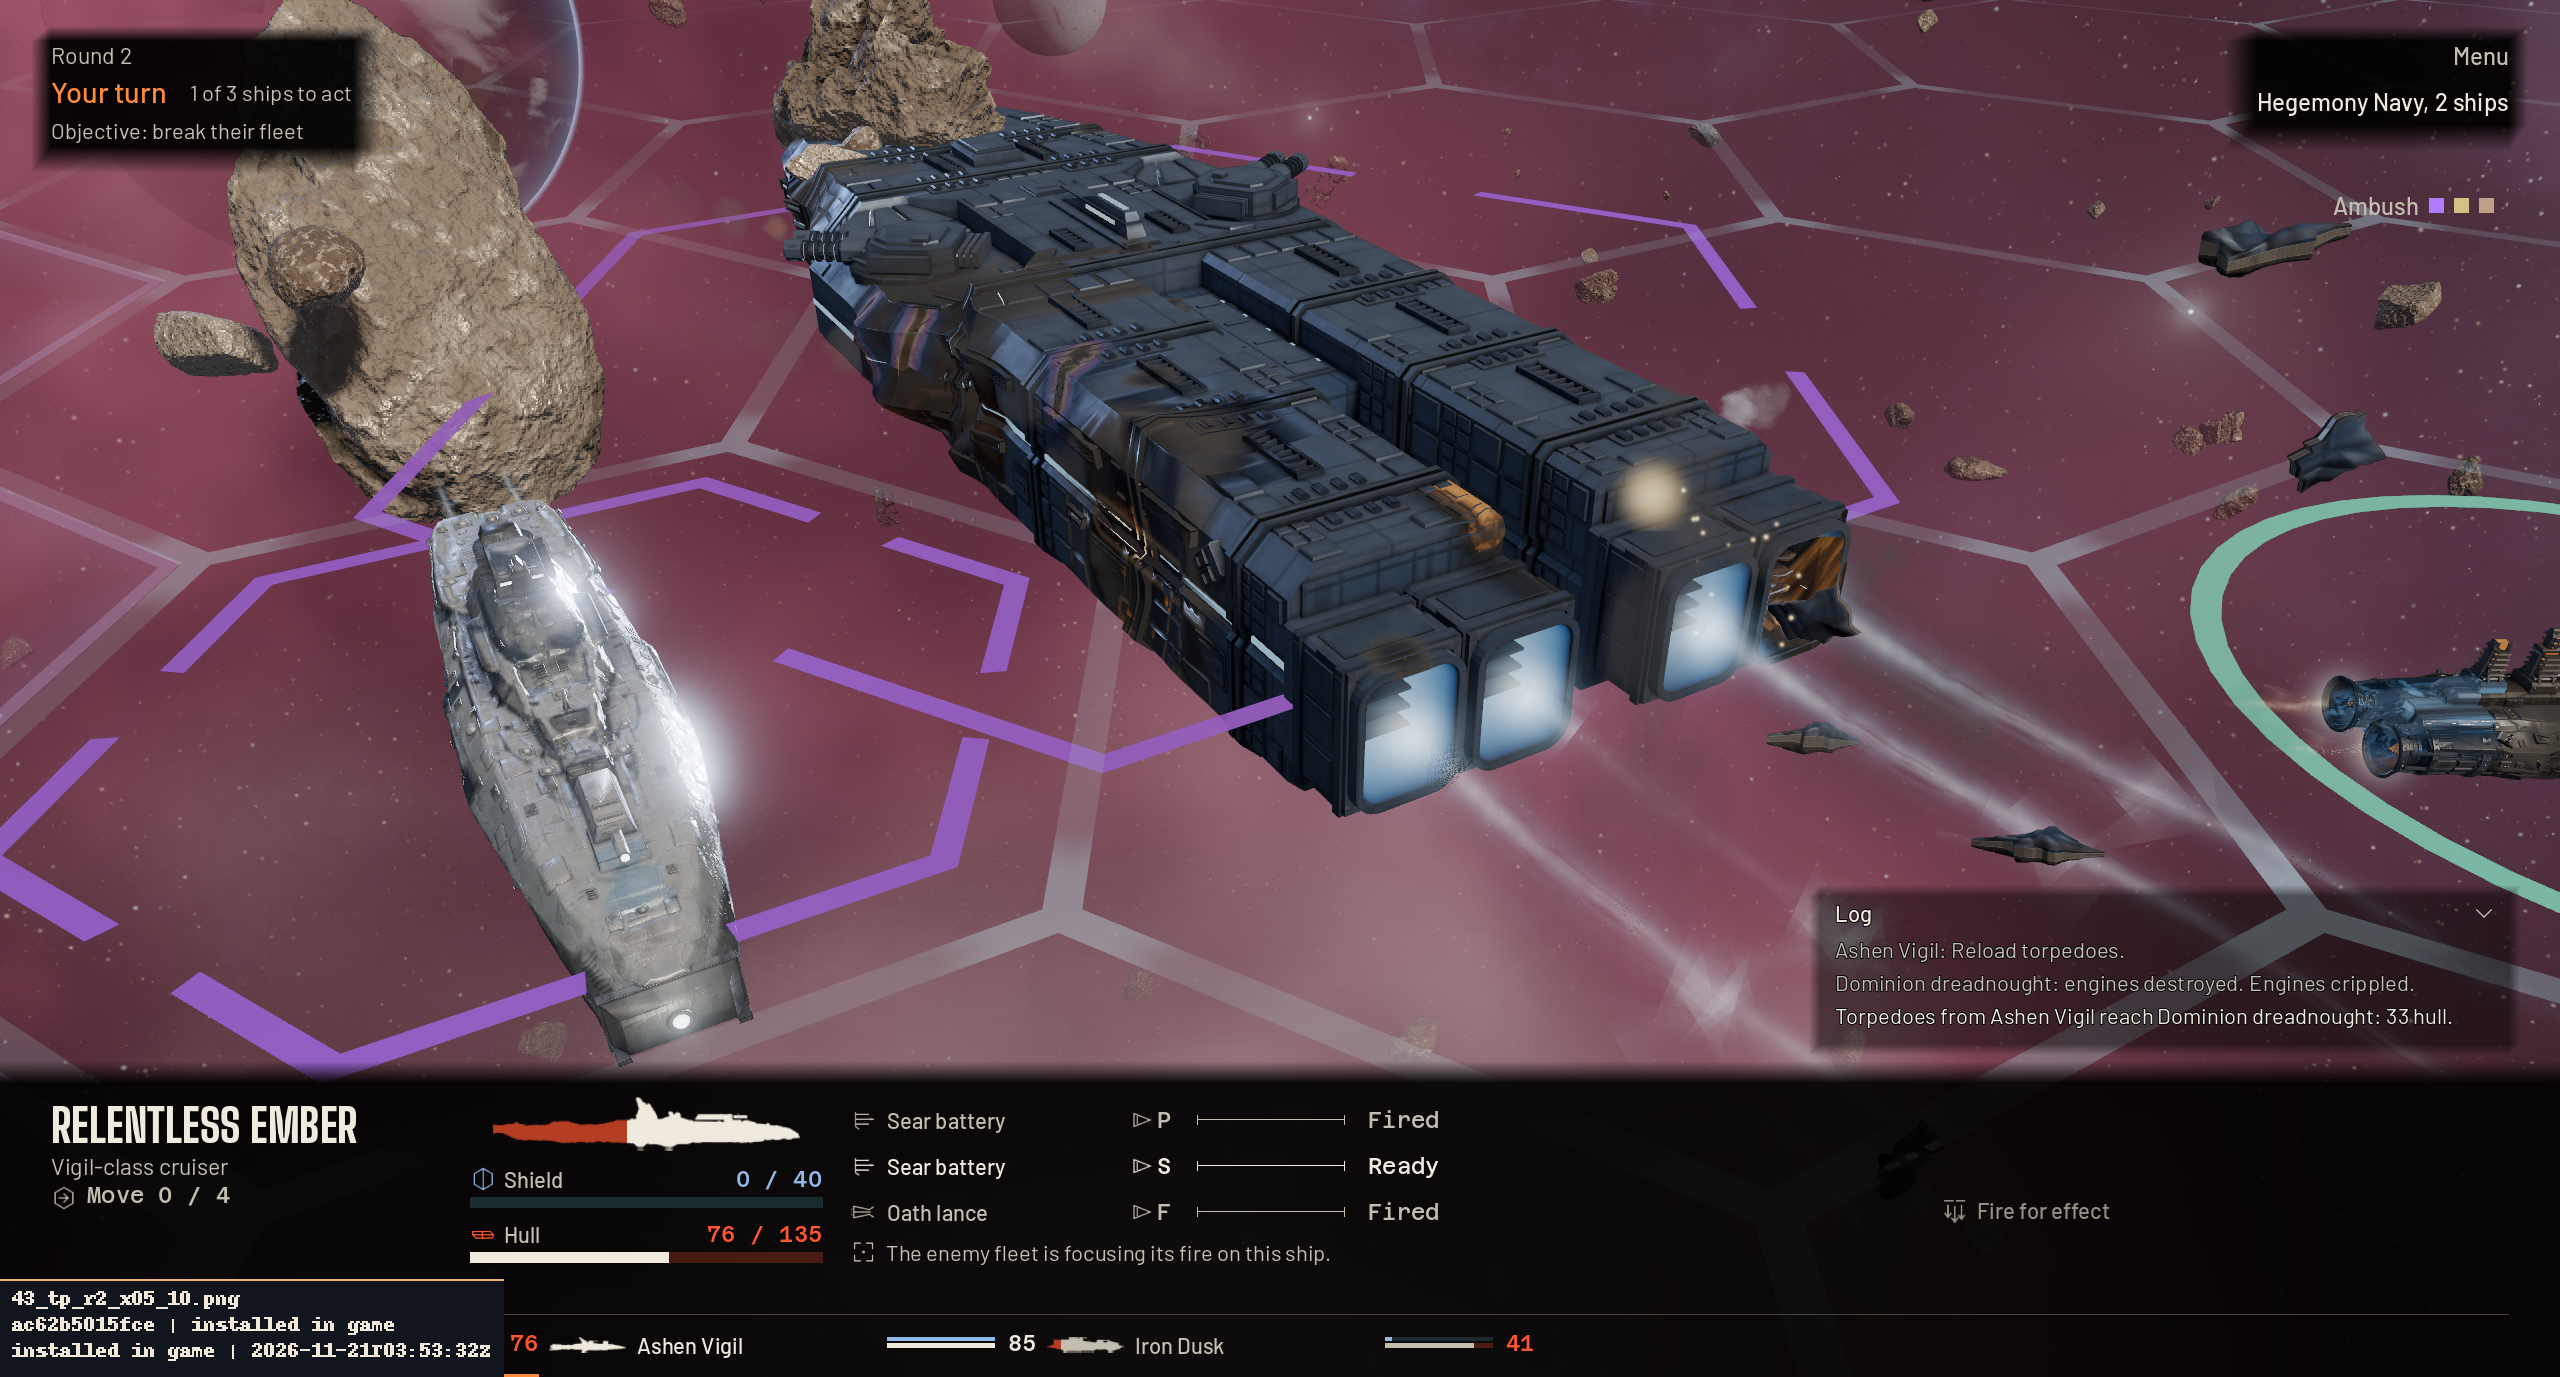 Round 2
Your turn 1 of 3 ships to act
Objective: break their fleet
Menu
Hegemony Navy, 2 ships
Ambush
Log
Ashen Vigil: Reload torpedoes.
Dominion dreadnought: engines destroyed. Engines crippled.
Torpedoes from Ashen Vigil reach Dominion dreadnought: 33 hull.
RELENTLESS EMBER
Vigil-class cruiser
Move 0 / 4
Shield 0 / 40
Hull 76 / 135
Sear battery P Fired
Sear battery S Ready
Oath lance F Fired
The enemy fleet is focusing its fire on this ship.
Fire for effect
43_tp_r2_x05_10.png
ac62b5015fce | installed in game
installed in game | 2026-11-21T03:53:32Z
76 Ashen Vigil 85 Iron Dusk 41